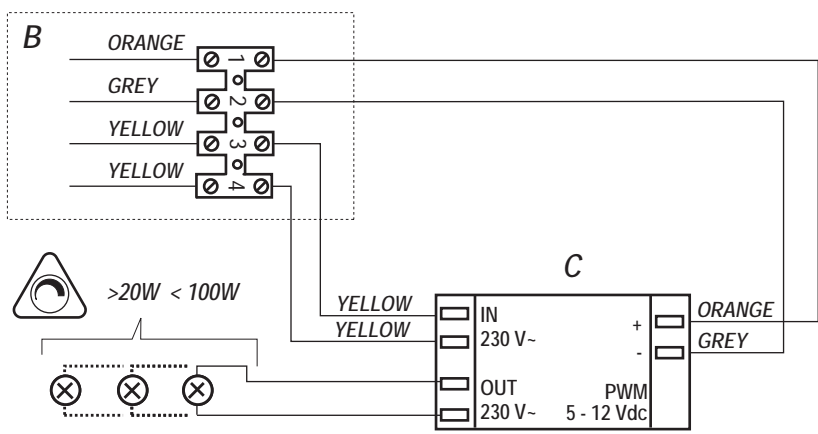 B
ORANGE
1
GREY
2
YELLOW
3
YELLOW
4
C
>20W < 100W
YELLOW
IN
+
ORANGE
YELLOW
230 V~
-
GREY
OUT
PWM
230 V~
5 - 12 Vdc